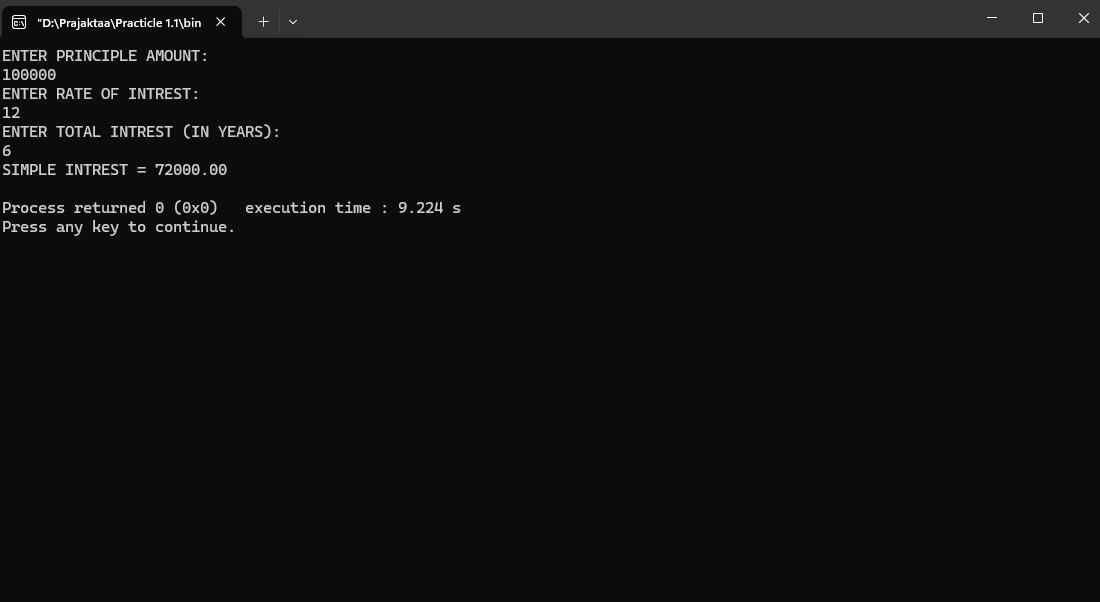 "D:\Prajaktaa\Practicle 1.1\bin
ENTER PRINCIPLE AMOUNT:
100000
ENTER RATE OF INTREST:
12
ENTER TOTAL INTREST (IN YEARS):
6
SIMPLE INTREST = 72000.00
Process returned 0 (0x0)   execution time : 9.224 s
Press any key to continue.